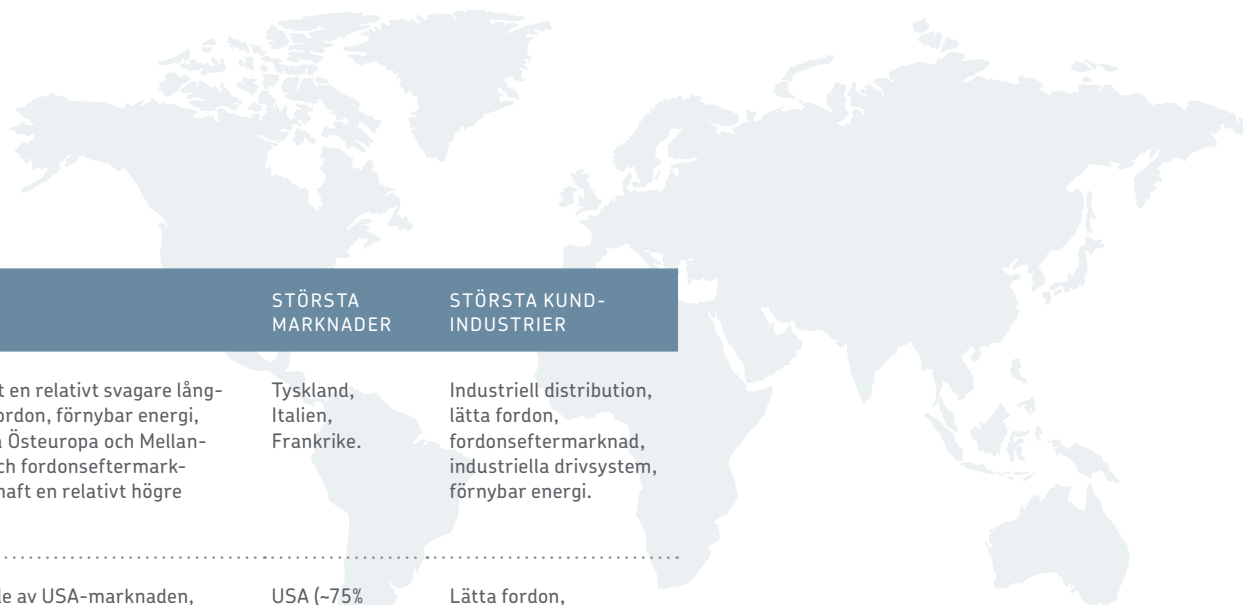 STÖRSTA
MARKNADER
STÖRSTA KUND-
INDUSTRIER
t en relativt svagare lång-
ordon, förnybar energi,
Östeuropa och Mellan-
ch fordonseftermark-
haft en relativt högre
Tyskland,
Italien,
Frankrike.
Industriell distribution,
lätta fordon,
fordonseftermarknad,
industriella drivsystem,
förnybar energi.
de av USA-marknaden,
USA (~75%
Lätta fordon,